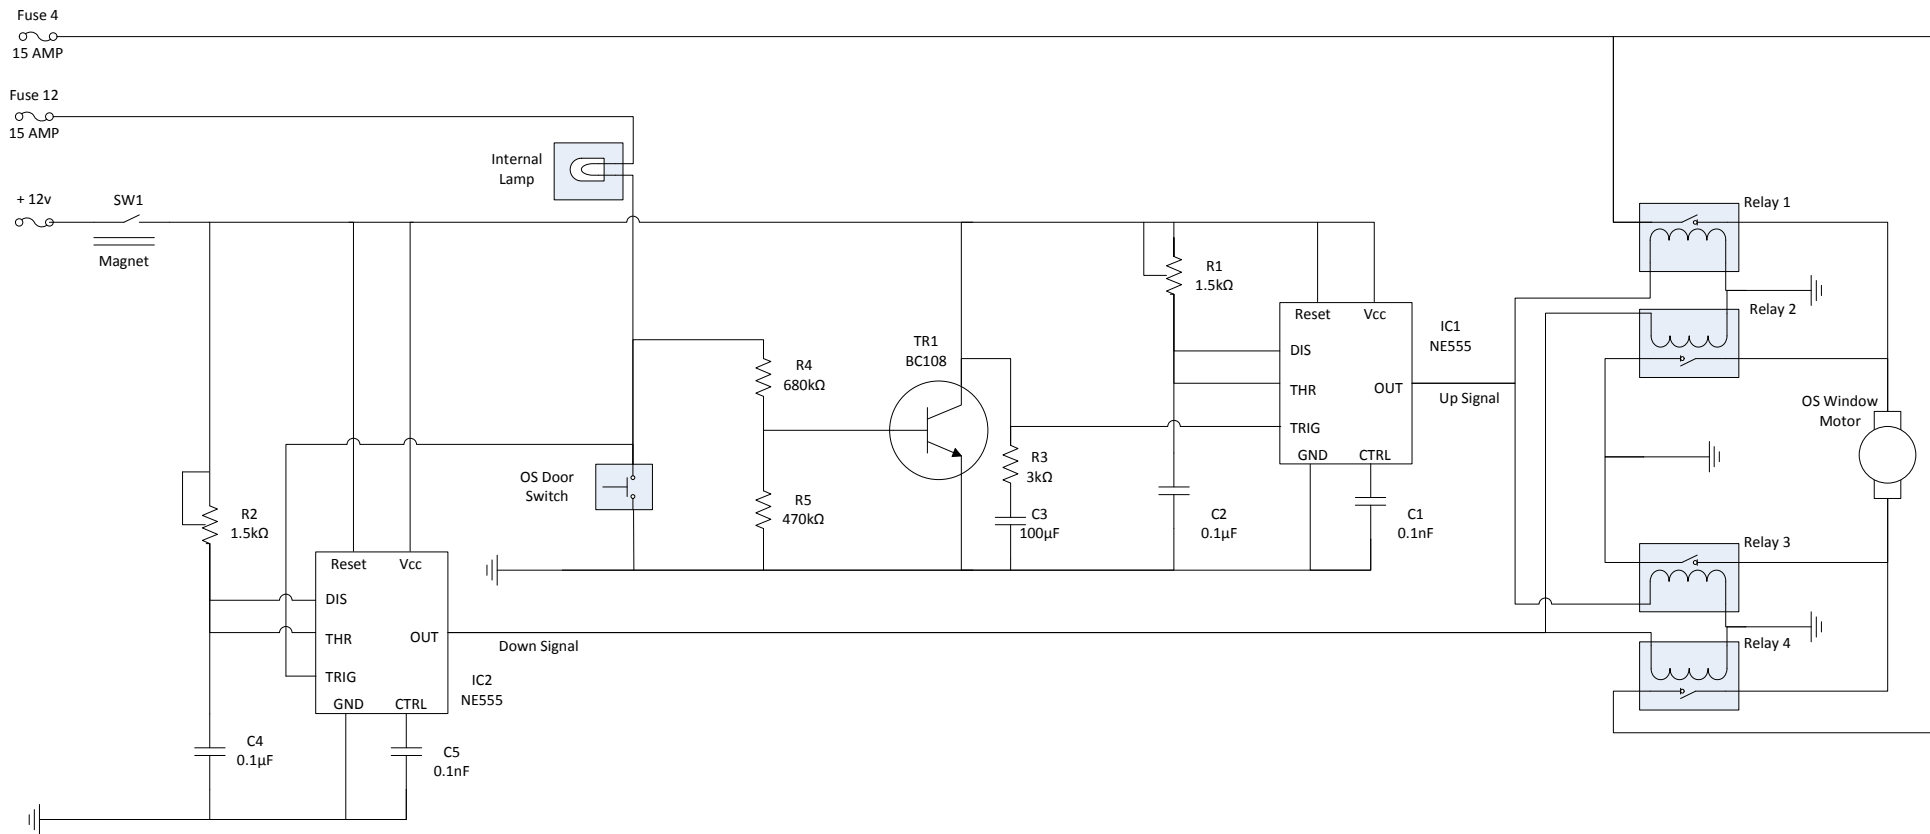 Fuse 4
15 AMP
Fuse 12
15 AMP
Internal
Lamp
+ 12v
SW1
Magnet
Relay 1
R1
1.5kΩ
Relay 2
Reset
Vcc
IC1
NE555
DIS
THR
OUT
TRIG
GND
CTRL
Up Signal
TR1
BC108
R4
680kΩ
OS Window
Motor
OS Door
Switch
R3
3kΩ
R5
470kΩ
C3
100µF
C2
0.1µF
C1
0.1nF
R2
1.5kΩ
Relay 3
Reset
Vcc
DIS
THR
OUT
TRIG
GND
CTRL
Down Signal
IC2
NE555
Relay 4
C4
0.1µF
C5
0.1nF